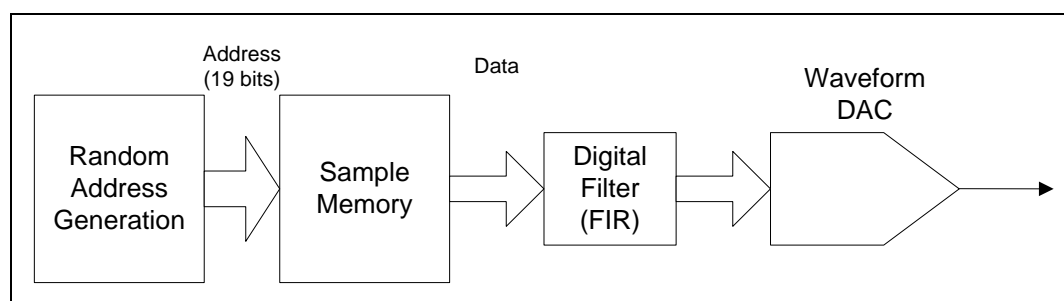 Address
(19 bits)
Data
Waveform
DAC
Random
Address
Generation
Sample
Memory
Digital
Filter
(FIR)